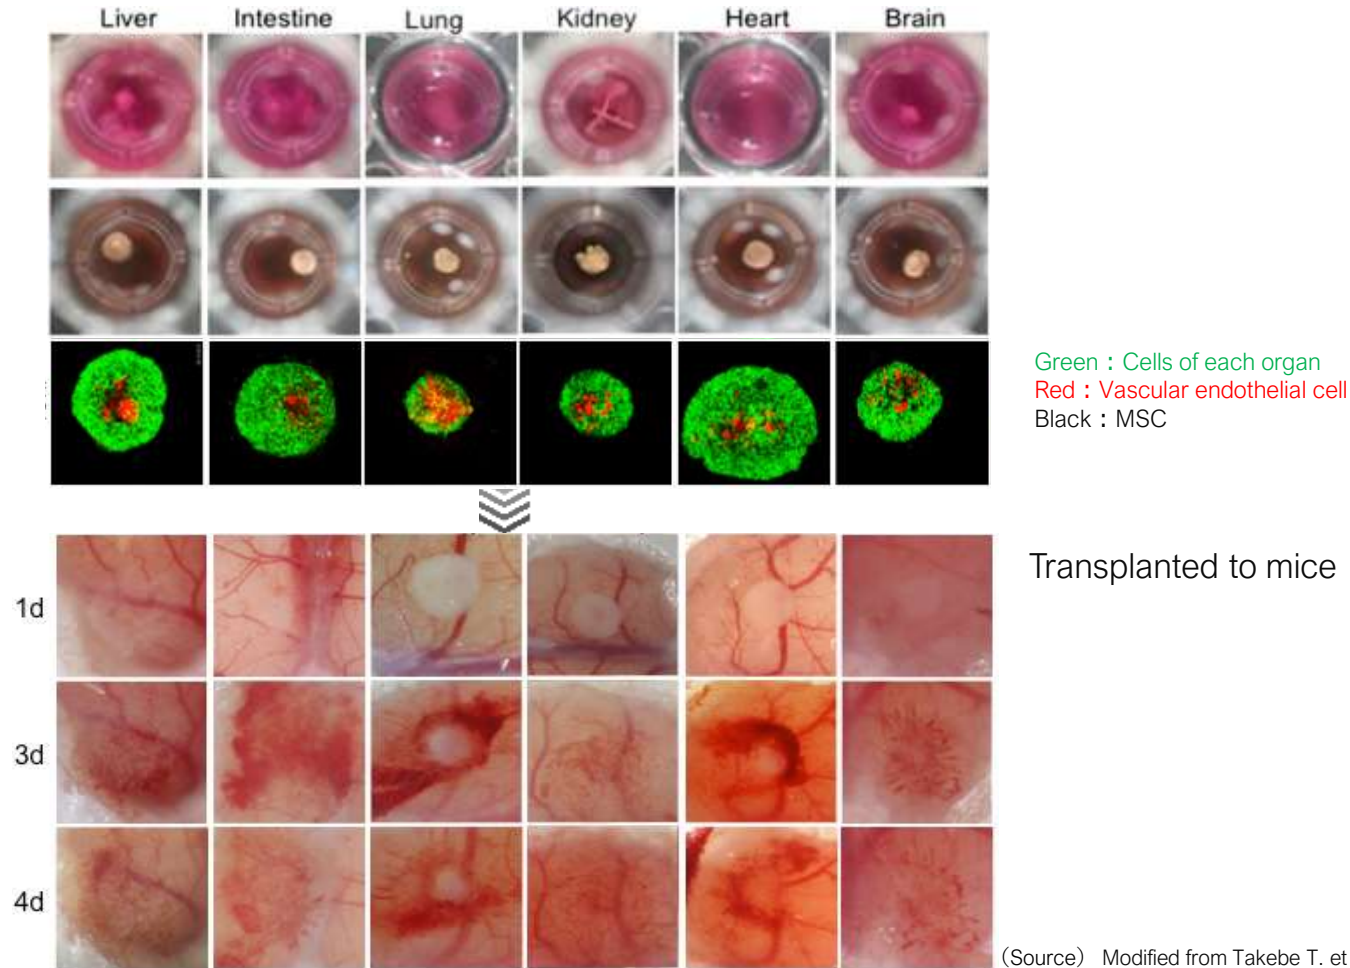 Liver Intestine Lung Kidney Heart Brain
Green：Cells of each organ
Red：Vascular endothelial cell
Black：MSC
Transplanted to mice
1d
3d
4d
（Source） Modified from Takebe T. et